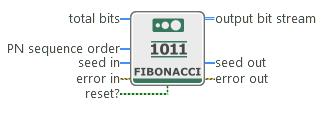 total bits output bit stream
PN sequence order 1011
seed in seed out
error in FIBONACCI error out
reset?